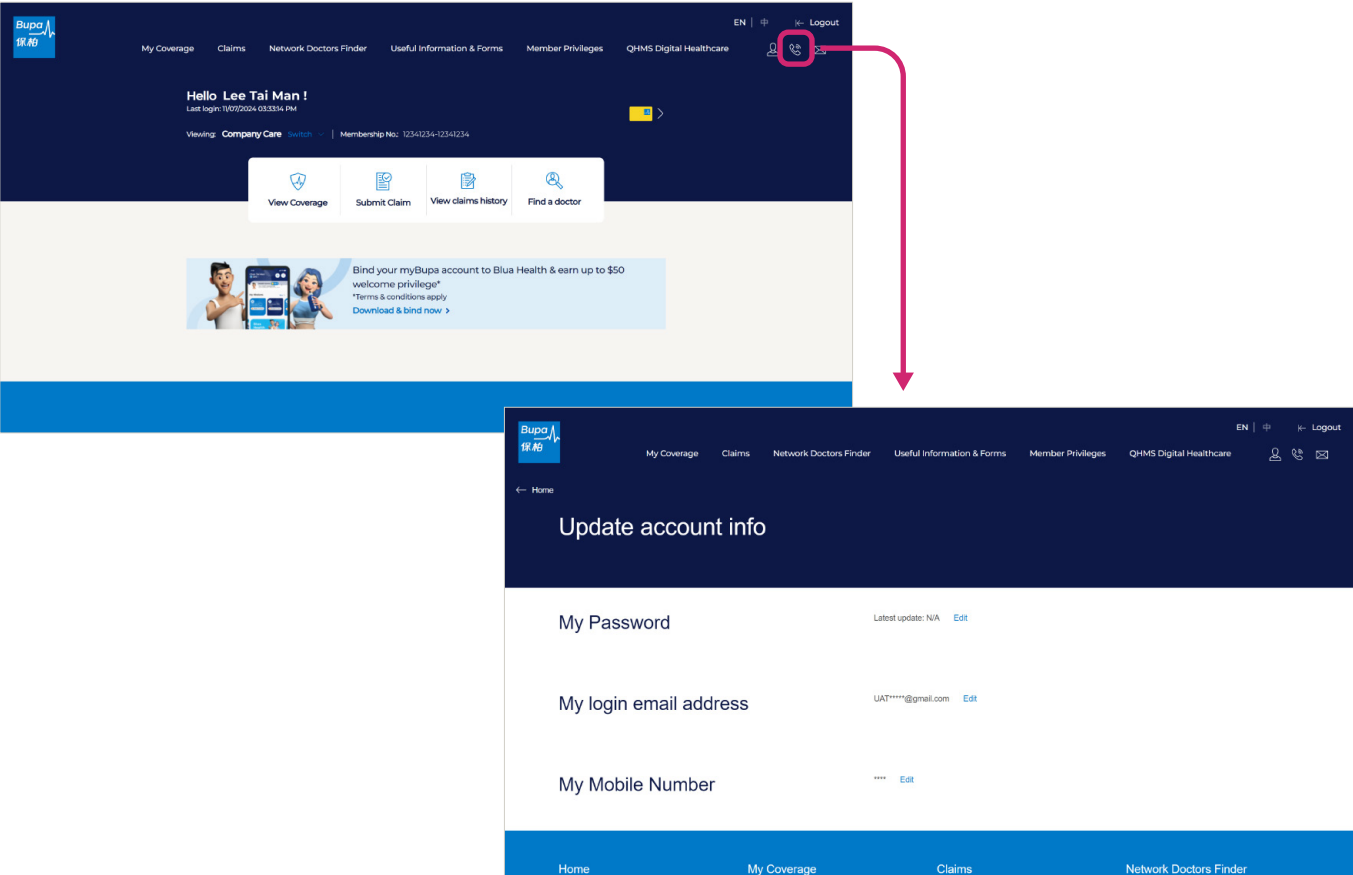 Bupa
保柏
EN | 中 Logout
My Coverage Claims Network Doctors Finder Useful Information & Forms Member Privileges QHMS Digital Healthcare
Hello Lee Tai Man !
Last login: 11/07/2024 03:33:14 PM
Viewing: Company Care Switch | Membership No.: 12341234-12341234
View Coverage Submit Claim View claims history Find a doctor
Bind your myBupa account to Blua Health & earn up to $50
welcome privilege*
*Terms & conditions apply
Download & bind now >
Bupa
保柏
EN | 中 Logout
My Coverage Claims Network Doctors Finder Useful Information & Forms Member Privileges QHMS Digital Healthcare
← Home
Update account info
My Password Latest update: N/A Edit
My login email address UAT*****@gmail.com Edit
My Mobile Number **** Edit
Home My Coverage Claims Network Doctors Finder